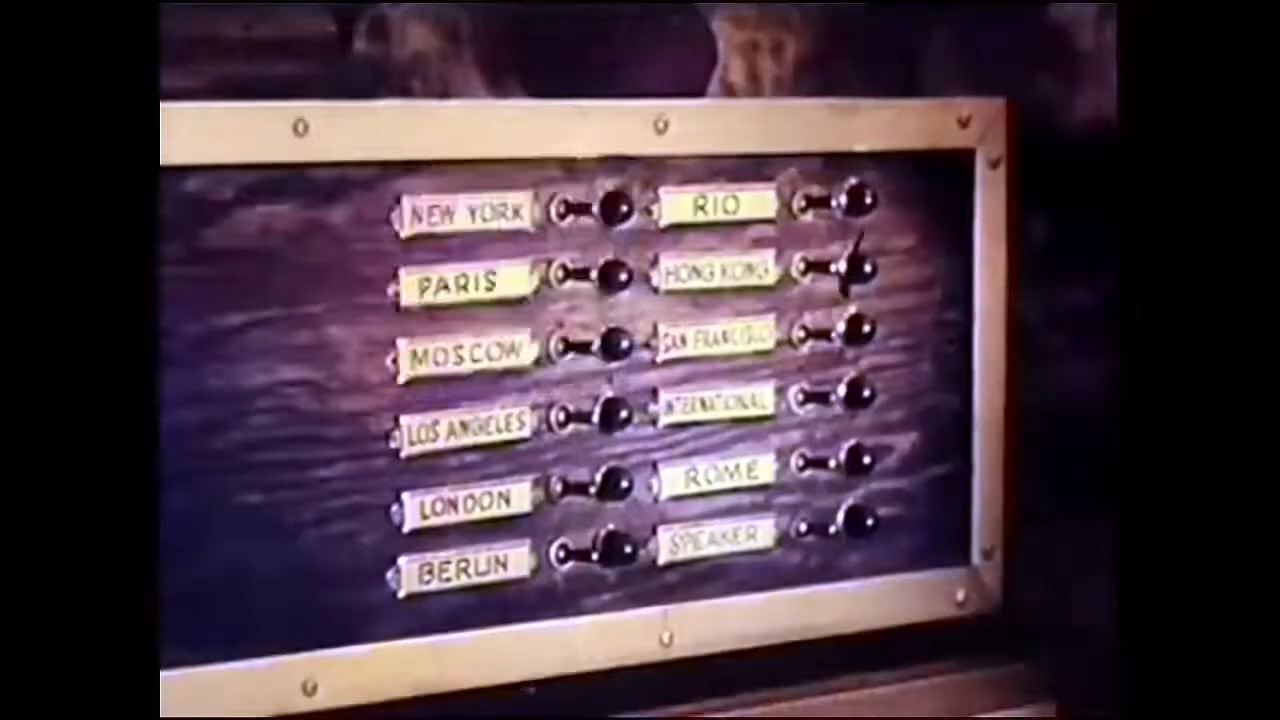 NEW YORK
PARIS
MOSCOW
LOS ANGELES
LONDON
BERLIN
RIO
HONG KONG
SAN FRANCISCO
INTERNATIONAL
ROME
SPEAKER